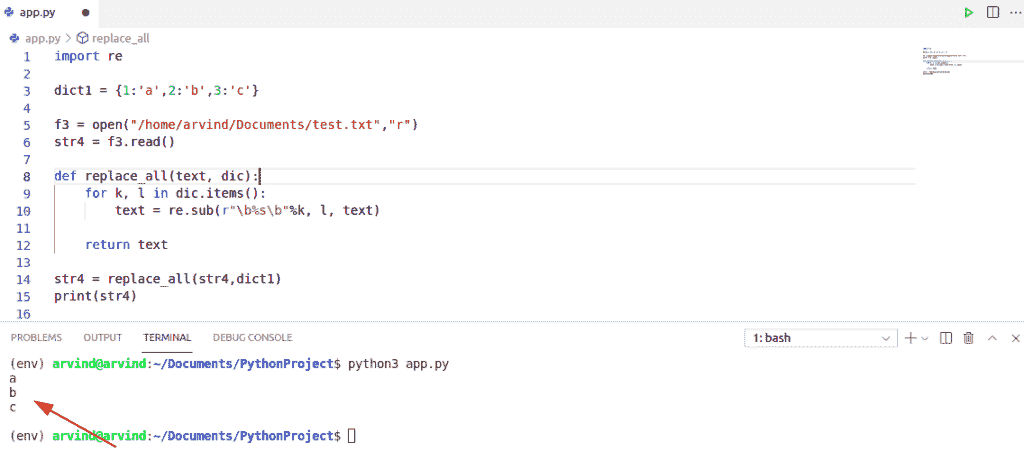 app.py
app.py > replace_all
1 import re
2
3 dict1 = {1:'a',2:'b',3:'c'}
4
5 f3 = open("/home/arvind/Documents/test.txt","r")
6 str4 = f3.read()
7
8 def replace_all(text, dic):
9     for k, l in dic.items():
10         text = re.sub(r"\b%s\b"%k, l, text)
11
12     return text
13
14 str4 = replace_all(str4,dict1)
15 print(str4)
16
PROBLEMS OUTPUT TERMINAL DEBUG CONSOLE 1: bash
(env) arvind@arvind:~/Documents/PythonProject$ python3 app.py
a
b
c
(env) arvind@arvind:~/Documents/PythonProject$